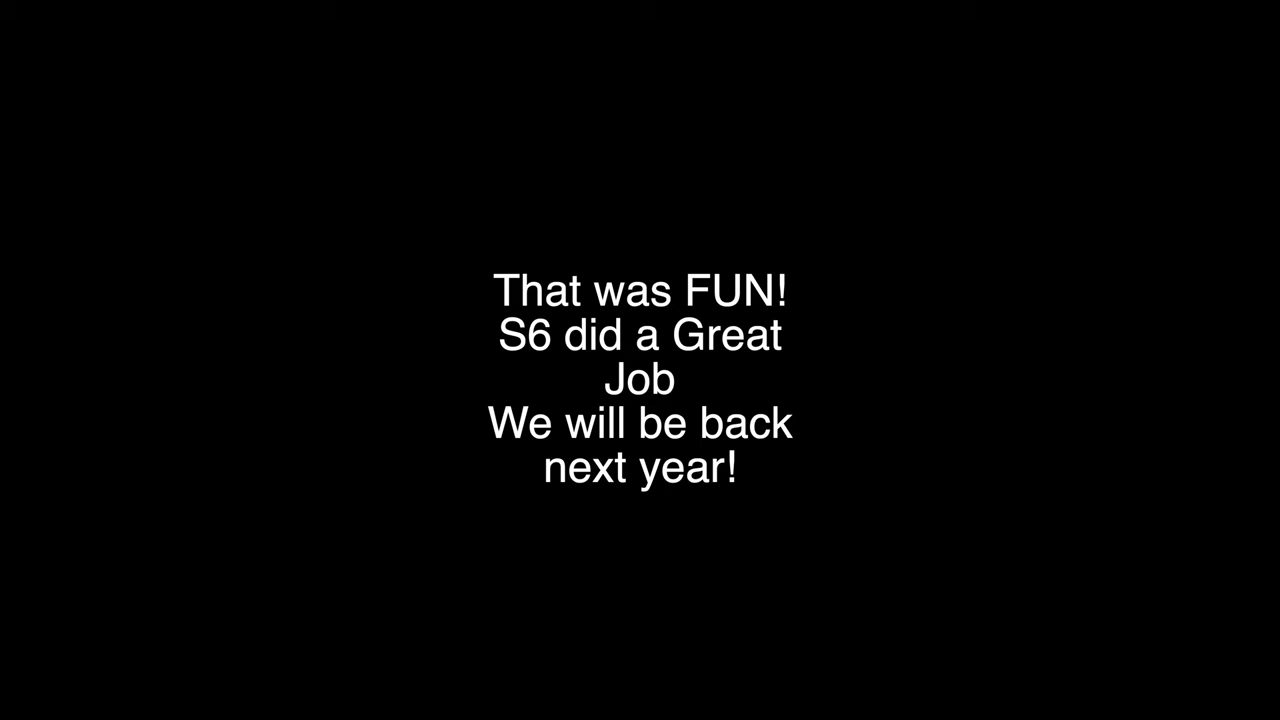 That was FUN!
S6 did a Great
Job
We will be back
next year!